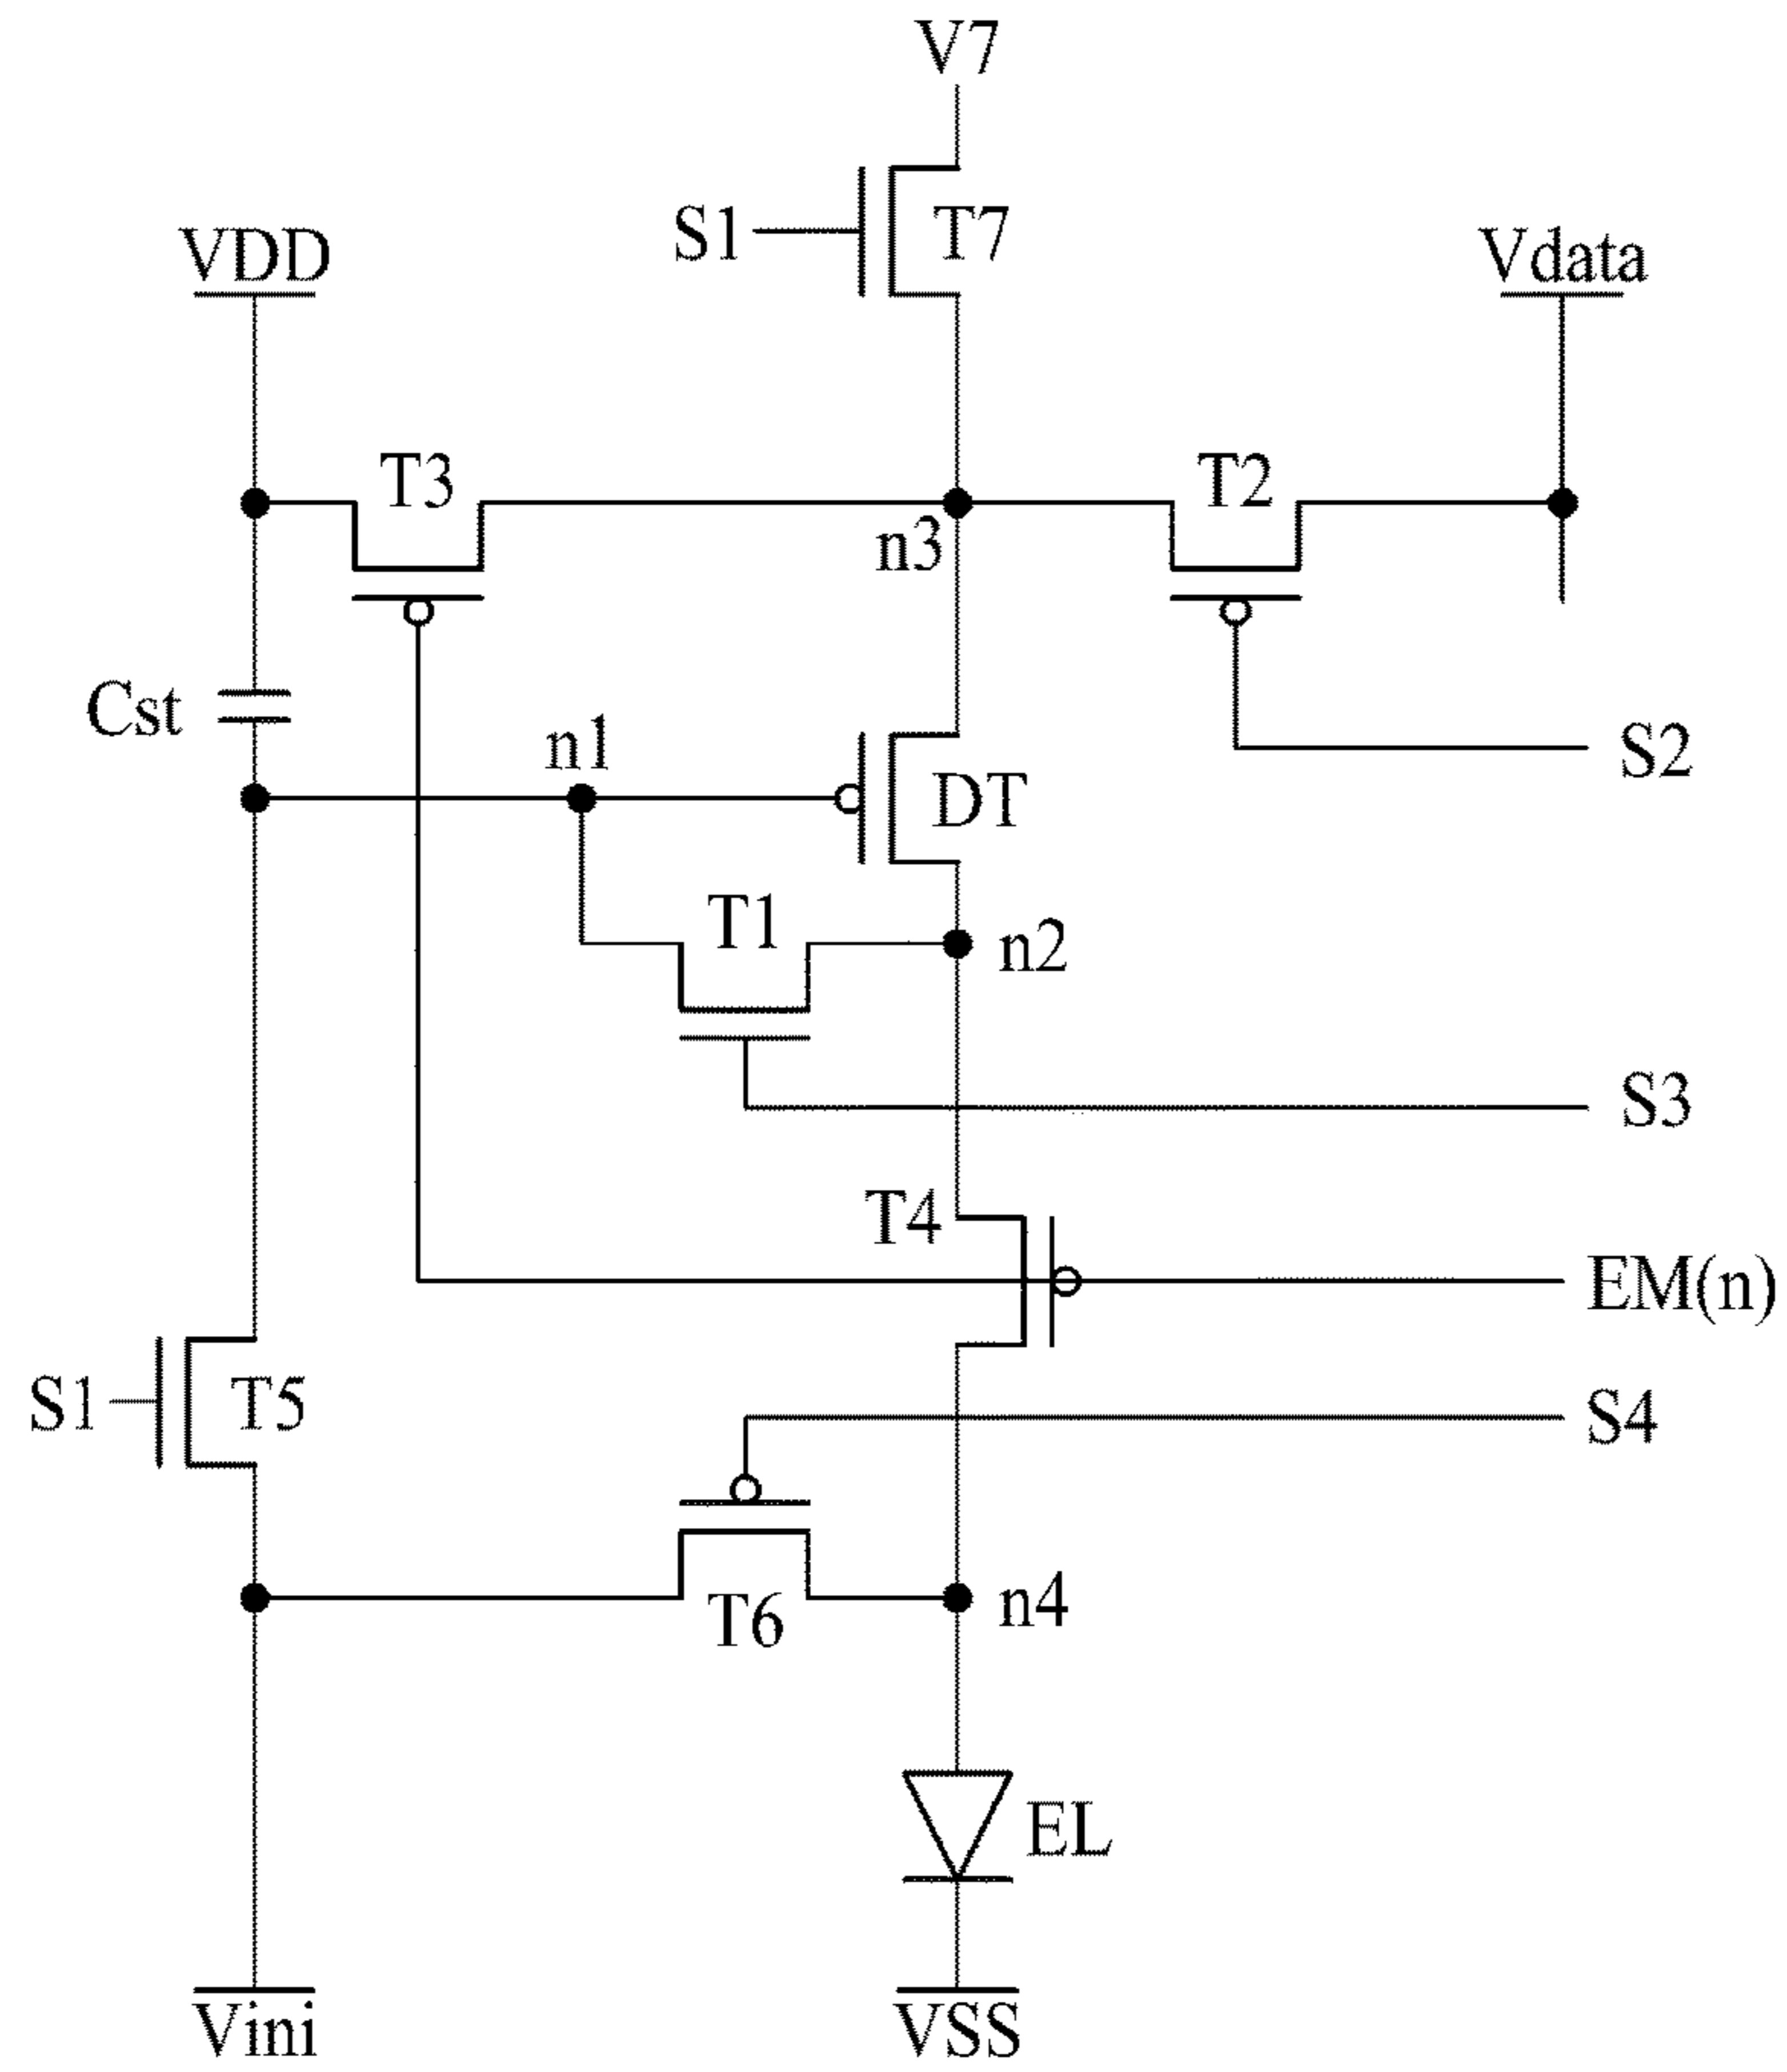 V7
S1
T7
VDD
Vdata
T3
T2
n3
Cst
n1
S2
DT
T1
n2
S3
T4
EM(n)
S1
T5
S4
T6
n4
EL
Vini
VSS